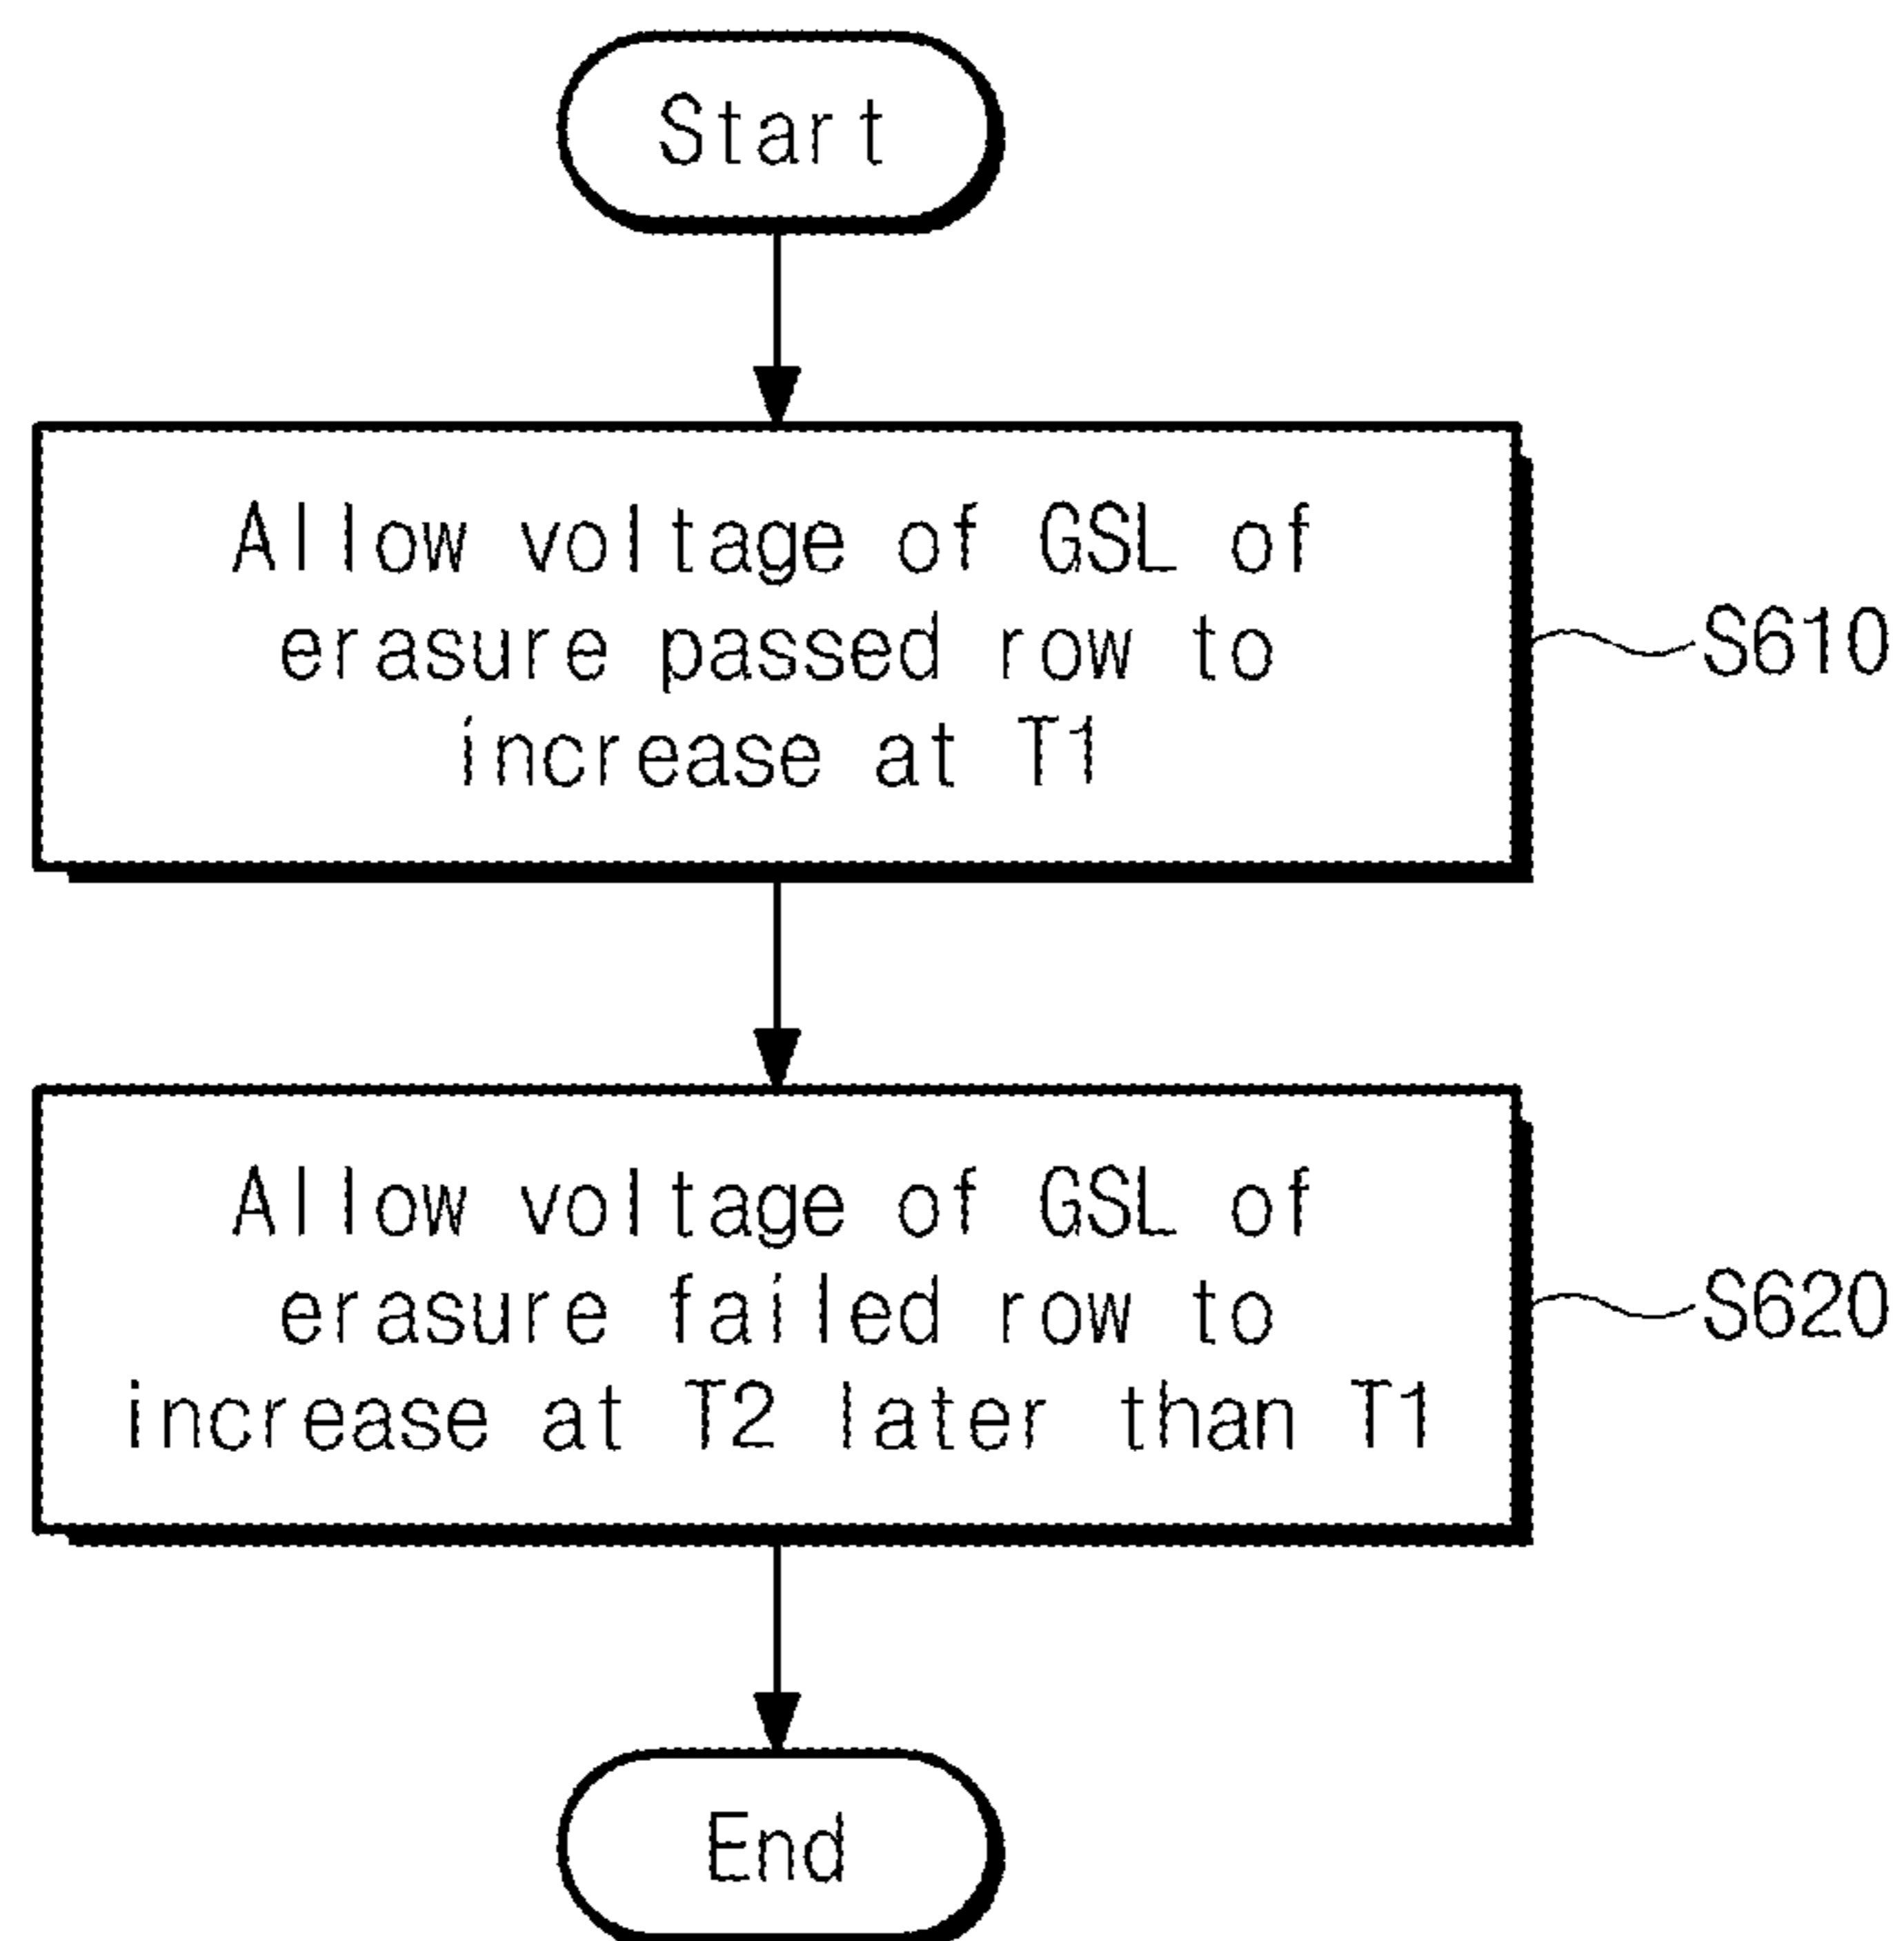 Start
Allow voltage of GSL of
erasure passed row to
increase at T1
S610
Allow voltage of GSL of
erasure failed row to
increase at T2 later than T1
S620
End